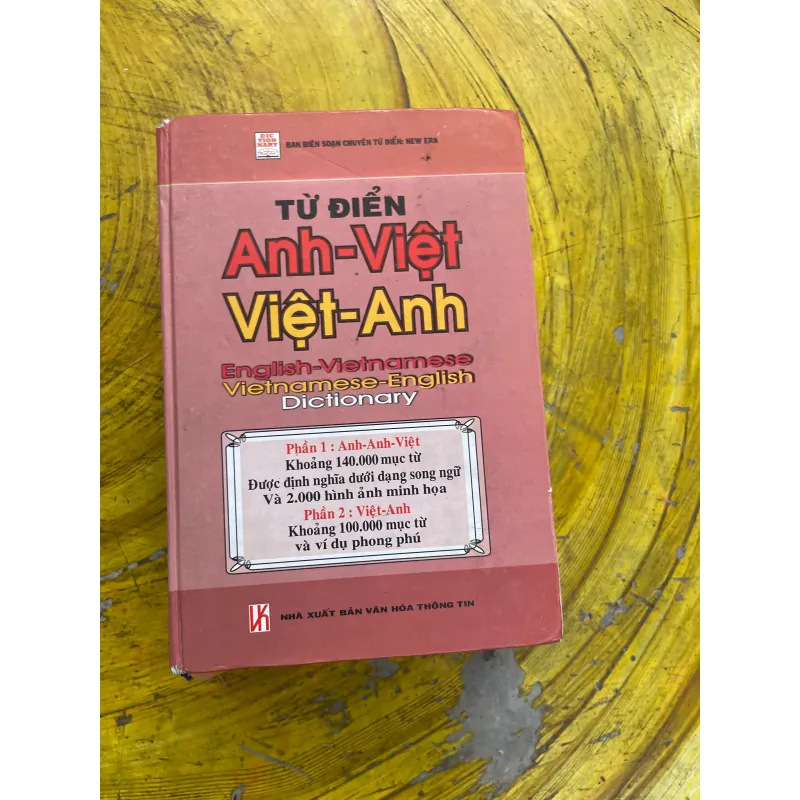 DIC
TION
NARY
BAN BIÊN SOẠN CHUYÊN TỪ ĐIỂN: NEW ERA
TỪ ĐIỂN
Anh-Việt
Việt-Anh
English-Vietnamese
Vietnamese-English
Dictionary
Phần 1 : Anh-Anh-Việt
Khoảng 140.000 mục từ
Được định nghĩa dưới dạng song ngữ
Và 2.000 hình ảnh minh họa
Phần 2 : Việt-Anh
Khoảng 100.000 mục từ
và ví dụ phong phú
NHÀ XUẤT BẢN VĂN HÓA THÔNG TIN